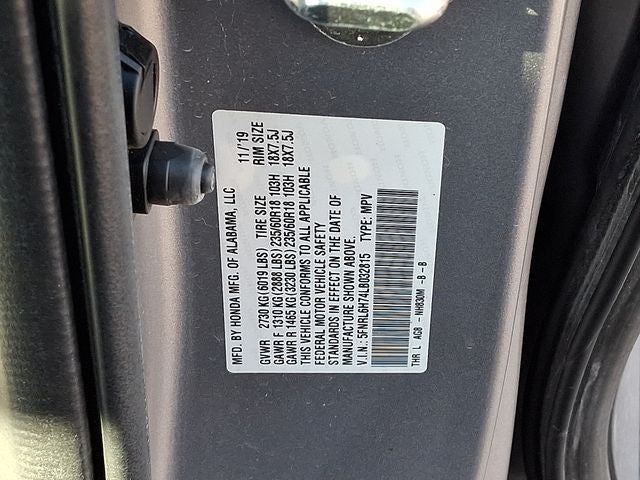 MFD. BY HONDA MFG. OF ALABAMA, LLC 11/'19
GVWR 2730 KG (6019 LBS) TIRE SIZE RIM SIZE
GAWR F 1310 KG (2888 LBS) 235/60R18 103H 18X7.5J
GAWR R 1465 KG (3230 LBS) 235/60R18 103H 18X7.5J
THIS VEHICLE CONFORMS TO ALL APPLICABLE
FEDERAL MOTOR VEHICLE SAFETY
STANDARDS IN EFFECT ON THE DATE OF
MANUFACTURE SHOWN ABOVE.
V.I.N.: 5FNRL6H74LB032815 TYPE: MPV
THR L AGB - NH830M -B - B